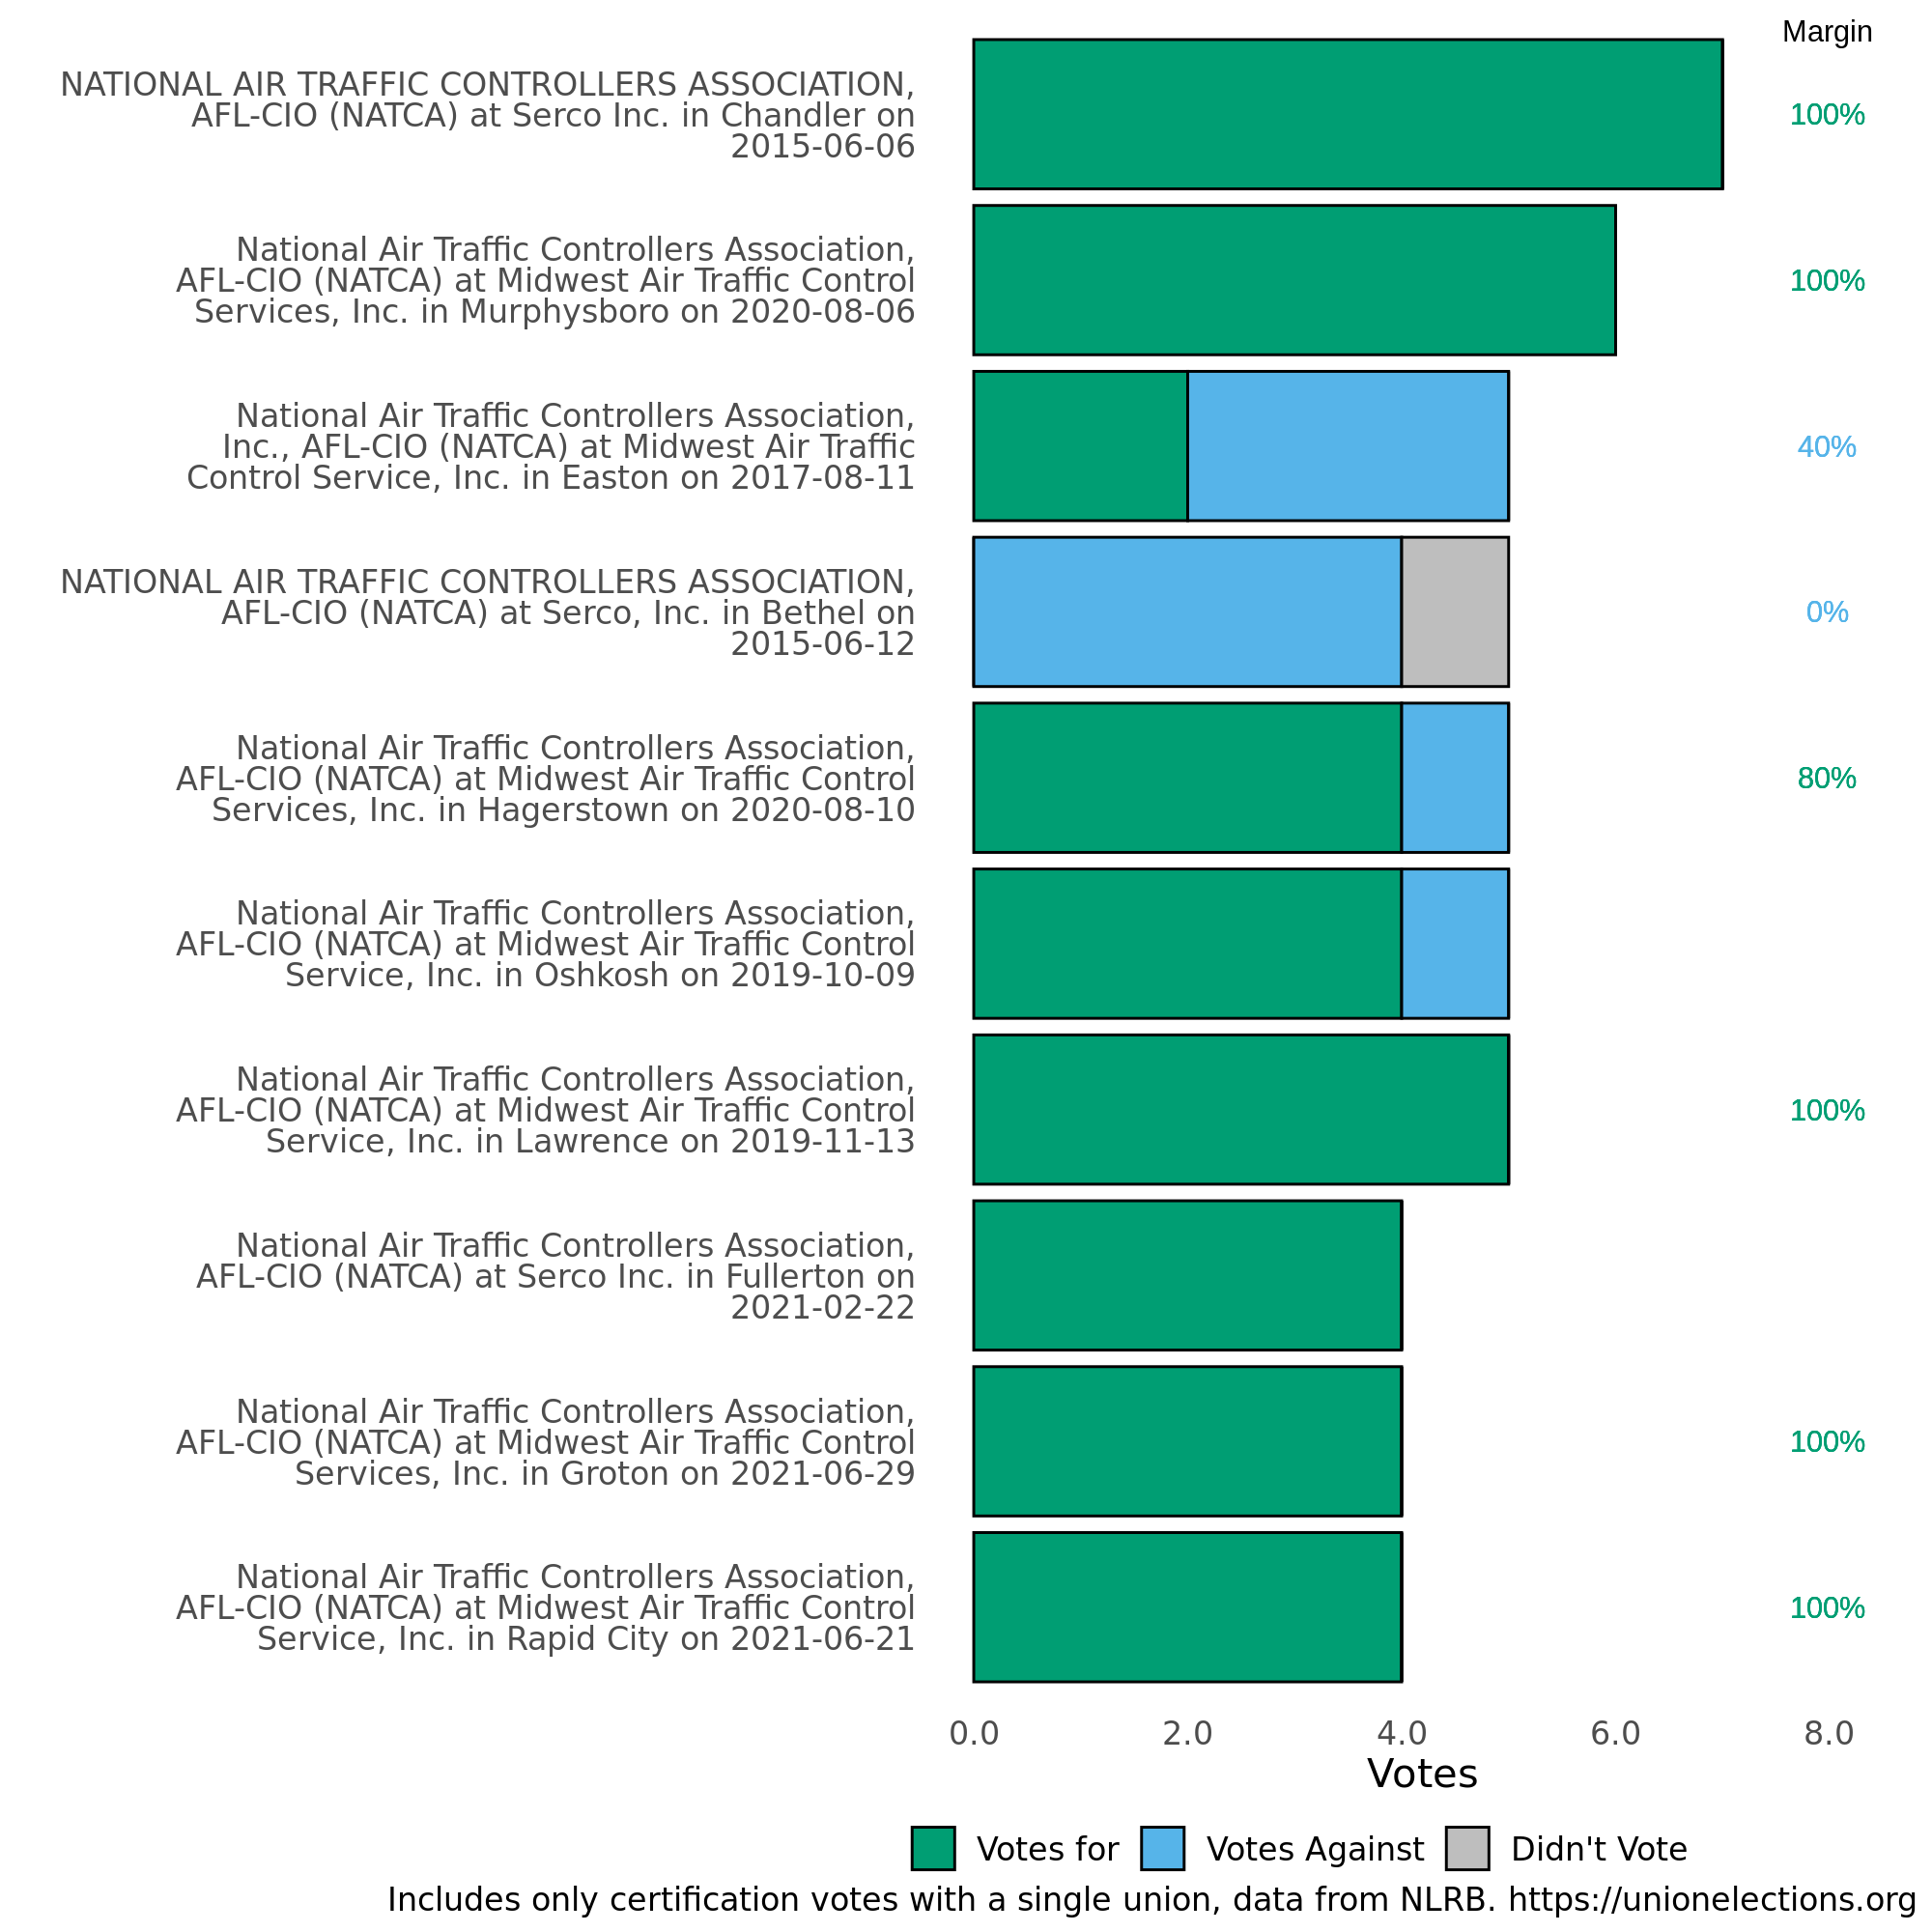 Margin
NATIONAL AIR TRAFFIC CONTROLLERS ASSOCIATION,
AFL-CIO (NATCA) at Serco Inc. in Chandler on
2015-06-06
100%
National Air Traffic Controllers Association,
AFL-CIO (NATCA) at Midwest Air Traffic Control
Services, Inc. in Murphysboro on 2020-08-06
100%
National Air Traffic Controllers Association,
Inc., AFL-CIO (NATCA) at Midwest Air Traffic
Control Service, Inc. in Easton on 2017-08-11
40%
NATIONAL AIR TRAFFIC CONTROLLERS ASSOCIATION,
AFL-CIO (NATCA) at Serco, Inc. in Bethel on
2015-06-12
0%
National Air Traffic Controllers Association,
AFL-CIO (NATCA) at Midwest Air Traffic Control
Services, Inc. in Hagerstown on 2020-08-10
80%
National Air Traffic Controllers Association,
AFL-CIO (NATCA) at Midwest Air Traffic Control
Service, Inc. in Oshkosh on 2019-10-09
National Air Traffic Controllers Association,
AFL-CIO (NATCA) at Midwest Air Traffic Control
Service, Inc. in Lawrence on 2019-11-13
100%
National Air Traffic Controllers Association,
AFL-CIO (NATCA) at Serco Inc. in Fullerton on
2021-02-22
National Air Traffic Controllers Association,
AFL-CIO (NATCA) at Midwest Air Traffic Control
Services, Inc. in Groton on 2021-06-29
100%
National Air Traffic Controllers Association,
AFL-CIO (NATCA) at Midwest Air Traffic Control
Service, Inc. in Rapid City on 2021-06-21
100%
0.0 2.0 4.0 6.0 8.0
Votes
Votes for Votes Against Didn't Vote
Includes only certification votes with a single union, data from NLRB. https://unionelections.org